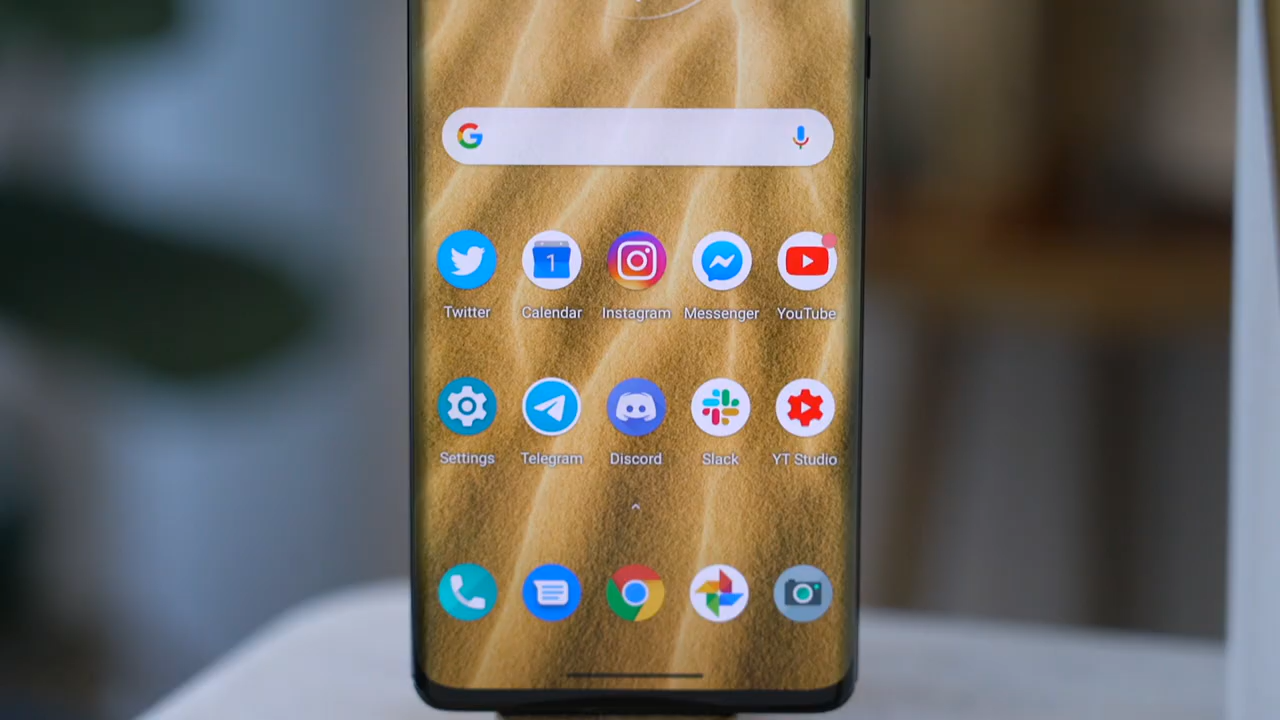 G
Twitter
1
Calendar
Instagram
Messenger
YouTube
Settings
Telegram
Discord
Slack
YT Studio